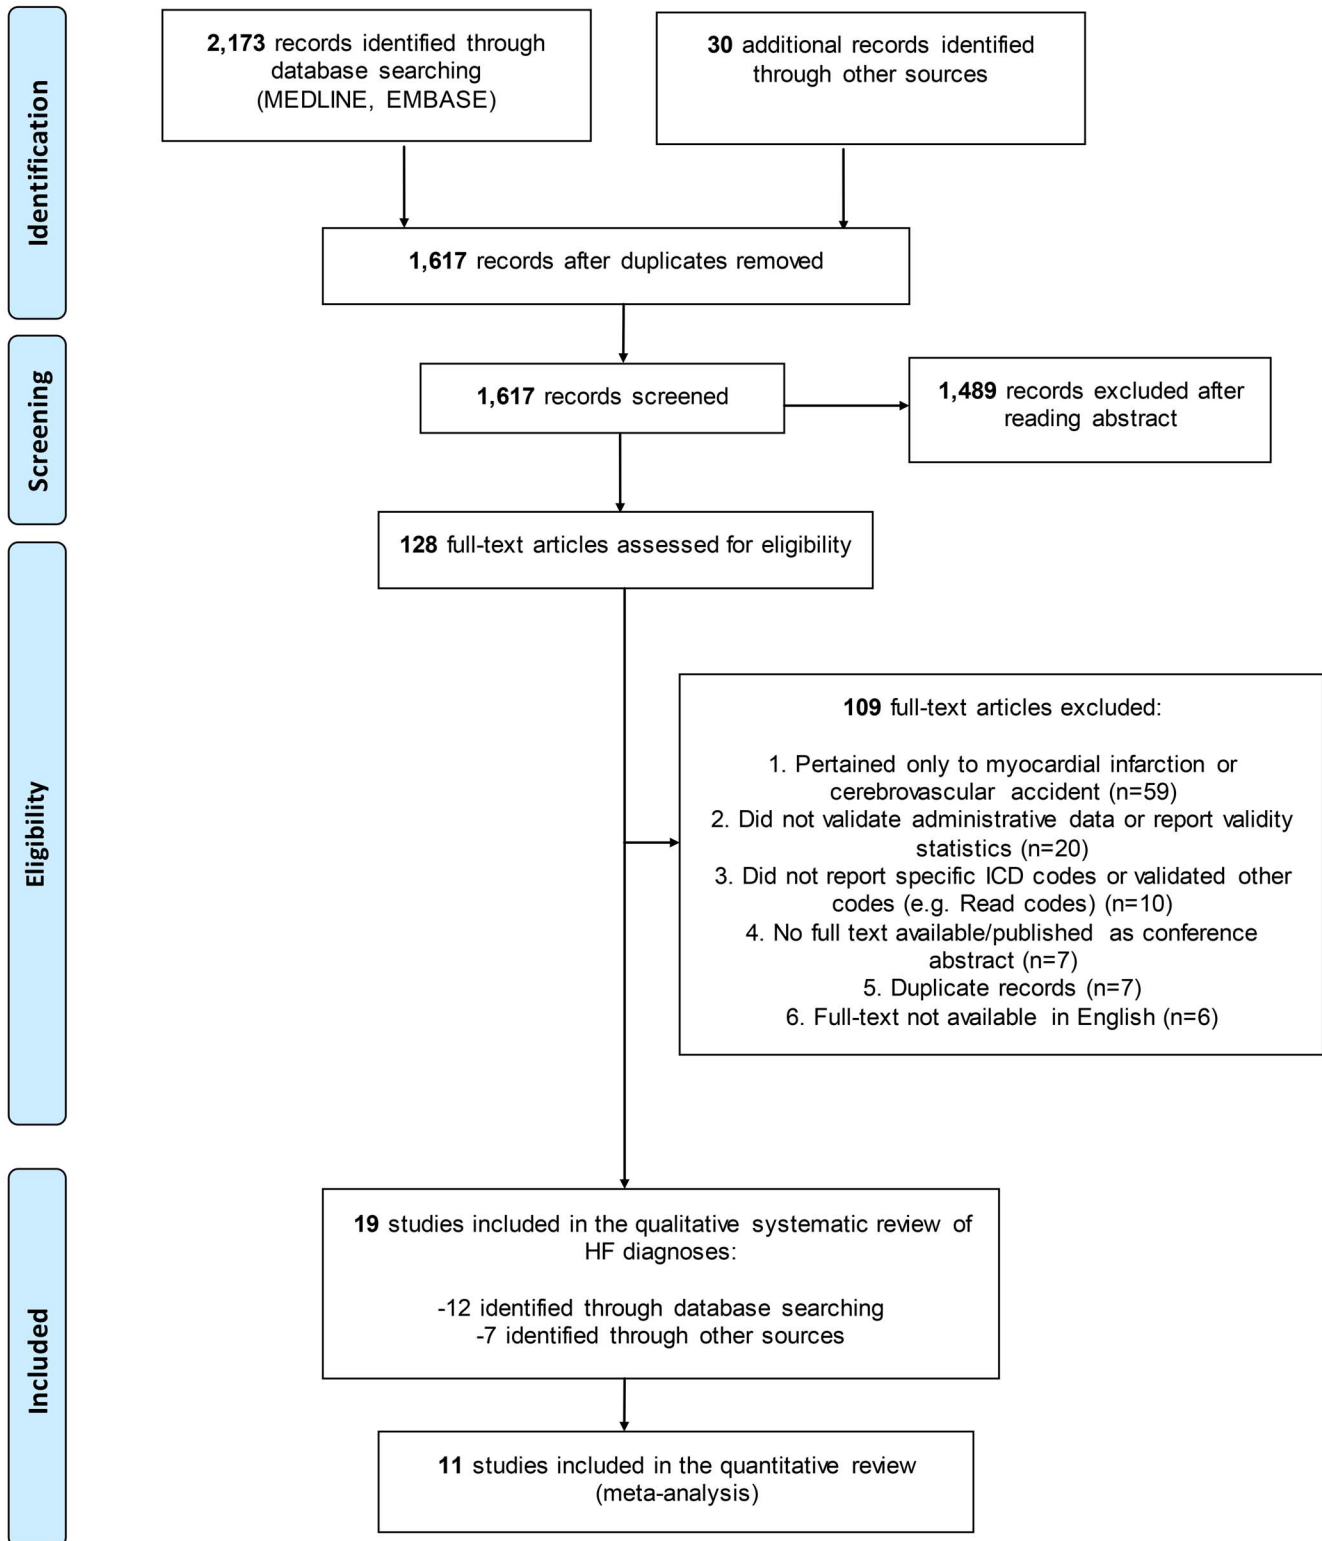 Identification
2,173 records identified through
database searching
(MEDLINE, EMBASE)
30 additional records identified
through other sources
1,617 records after duplicates removed
Screening
1,617 records screened
1,489 records excluded after
reading abstract
128 full-text articles assessed for eligibility
Eligibility
109 full-text articles excluded:
1. Pertained only to myocardial infarction or
cerebrovascular accident (n=59)
2. Did not validate administrative data or report validity
statistics (n=20)
3. Did not report specific ICD codes or validated other
codes (e.g. Read codes) (n=10)
4. No full text available/published as conference
abstract (n=7)
5. Duplicate records (n=7)
6. Full-text not available in English (n=6)
Included
19 studies included in the qualitative systematic review of
HF diagnoses:
-12 identified through database searching
-7 identified through other sources
11 studies included in the quantitative review
(meta-analysis)